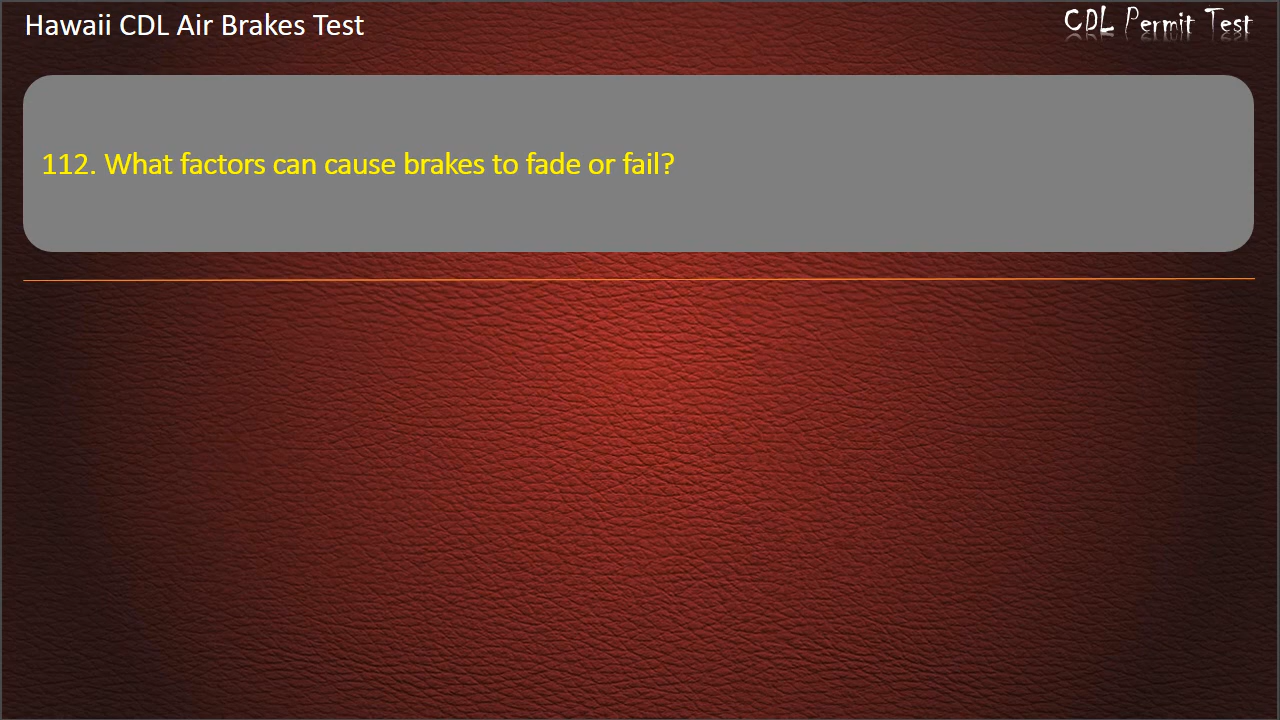 Hawaii CDL Air Brakes Test
CDL Permit Test
112. What factors can cause brakes to fade or fail?